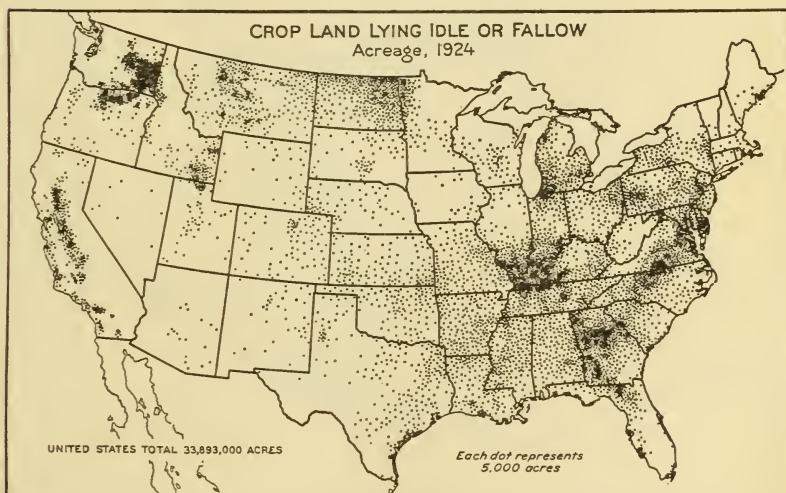 CROP LAND LYING IDLE OR FALLOW
Acreage, 1924
UNITED STATES TOTAL 33,893,000 ACRES
Each dot represents
5,000 acres